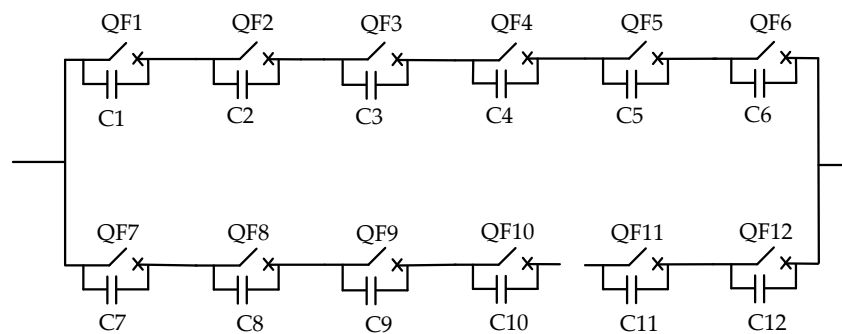 QF1 QF2 QF3 QF4 QF5 QF6
C1 C2 C3 C4 C5 C6
QF7 QF8 QF9 QF10 QF11 QF12
C7 C8 C9 C10 C11 C12